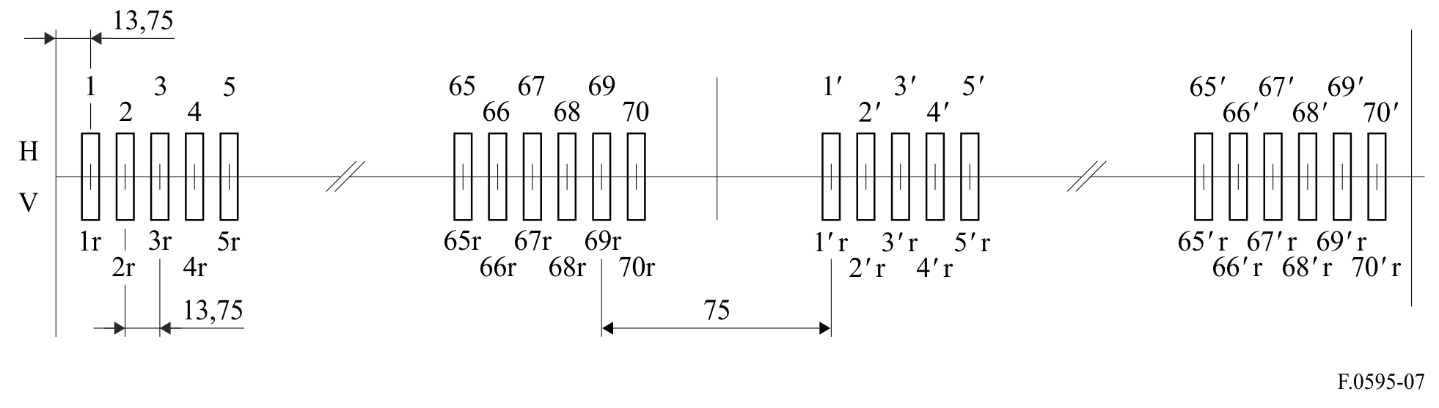 13,75
1 3 5 65 67 69 1′ 3′ 5′ 65′ 67′ 69′
2 4 66 68 70 2′ 4′ 66′ 68′ 70′
H
V
1r 3r 5r 65r 67r 69r 1′r 3′r 5′r 65′r 67′r 69′r
2r 4r 66r 68r 70r 2′r 4′r 66′r 68′r 70′r
13,75 75
F.0595-07